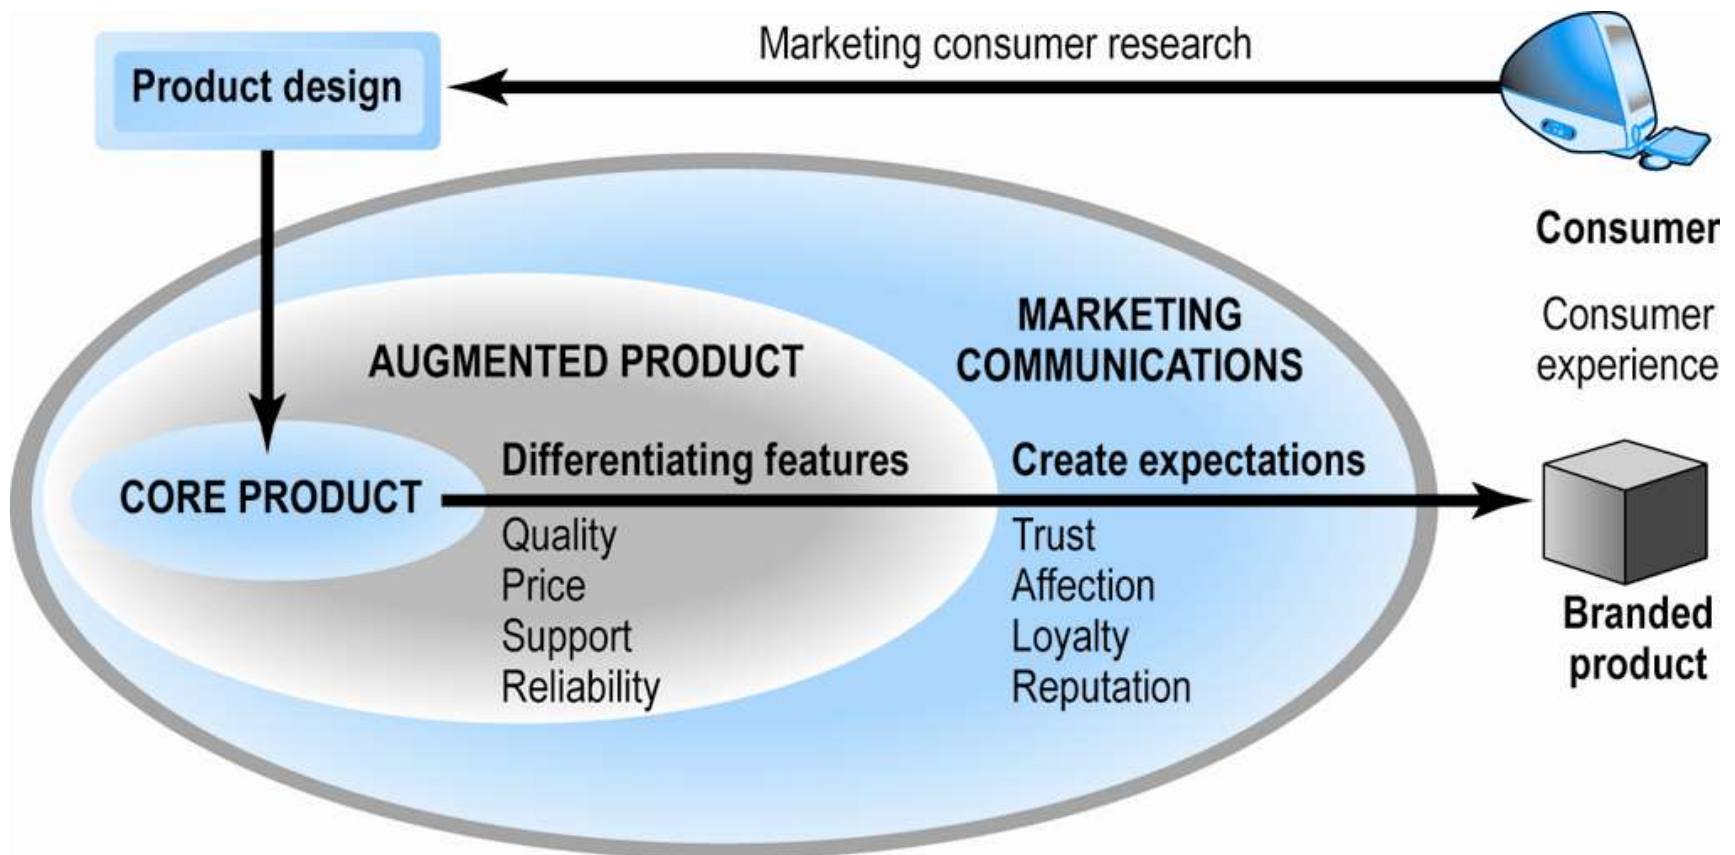 Marketing consumer research
Product design
Consumer
Consumer
experience
MARKETING
COMMUNICATIONS
AUGMENTED PRODUCT
Differentiating features
Create expectations
CORE PRODUCT
Quality
Price
Support
Reliability
Trust
Affection
Loyalty
Reputation
Branded
product